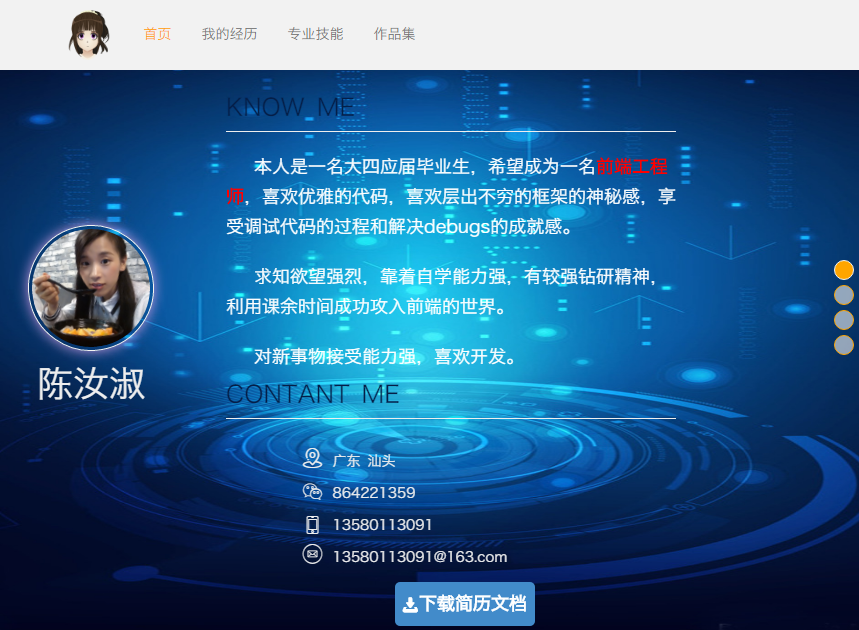 首页 我的经历 专业技能 作品集
KNOW ME
本人是一名大四应届毕业生，希望成为一名前端工程
师，喜欢优雅的代码，喜欢层出不穷的框架的神秘感，享
受调试代码的过程和解决debugs的成就感。
求知欲望强烈，靠着自学能力强，有较强钻研精神，
利用课余时间成功攻入前端的世界。
对新事物接受能力强，喜欢开发。
陈汝淑
CONTANT ME
广东 汕头
864221359
13580113091
13580113091@163.com
下载简历文档